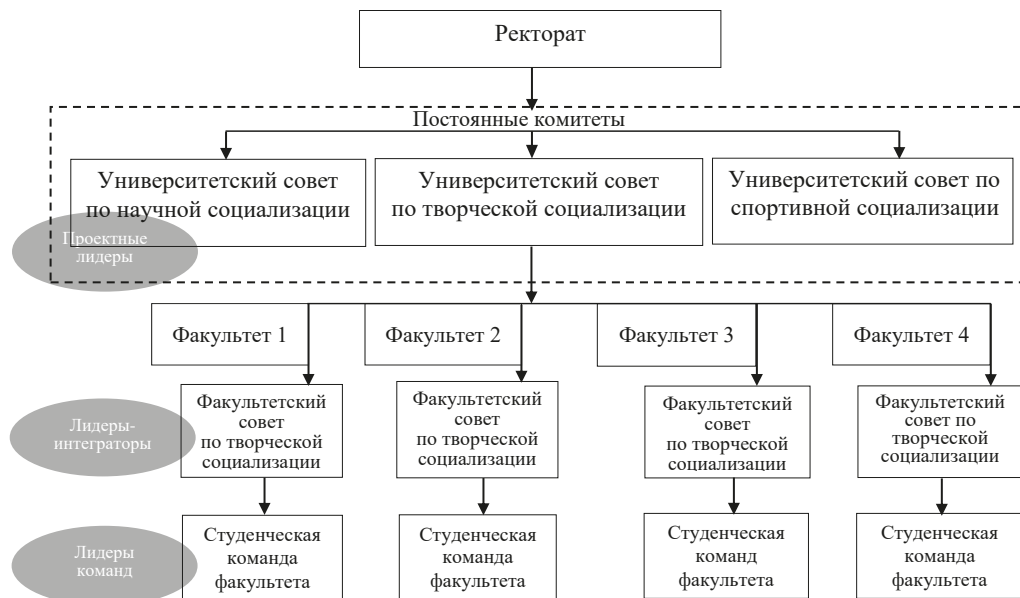 Ректорат
Постоянные комитеты
Университетский совет
по научной социализации
Университетский совет
по творческой социализации
Университетский совет по
спортивной социализации
Проектные
лидеры
Факультет 1
Факультет 2
Факультет 3
Факультет 4
Лидеры-
интеграторы
Факультетский
совет
по творческой
социализации
Факультетский
совет
по творческой
социализации
Факультетский
совет
по творческой
социализации
Факультетский
совет по
творческой
социализации
Лидеры
команд
Студенческая
команда
факультета
Студенческая
команда
факультета
Студенческая
команд
факультета
Студенческая
команда
факультета